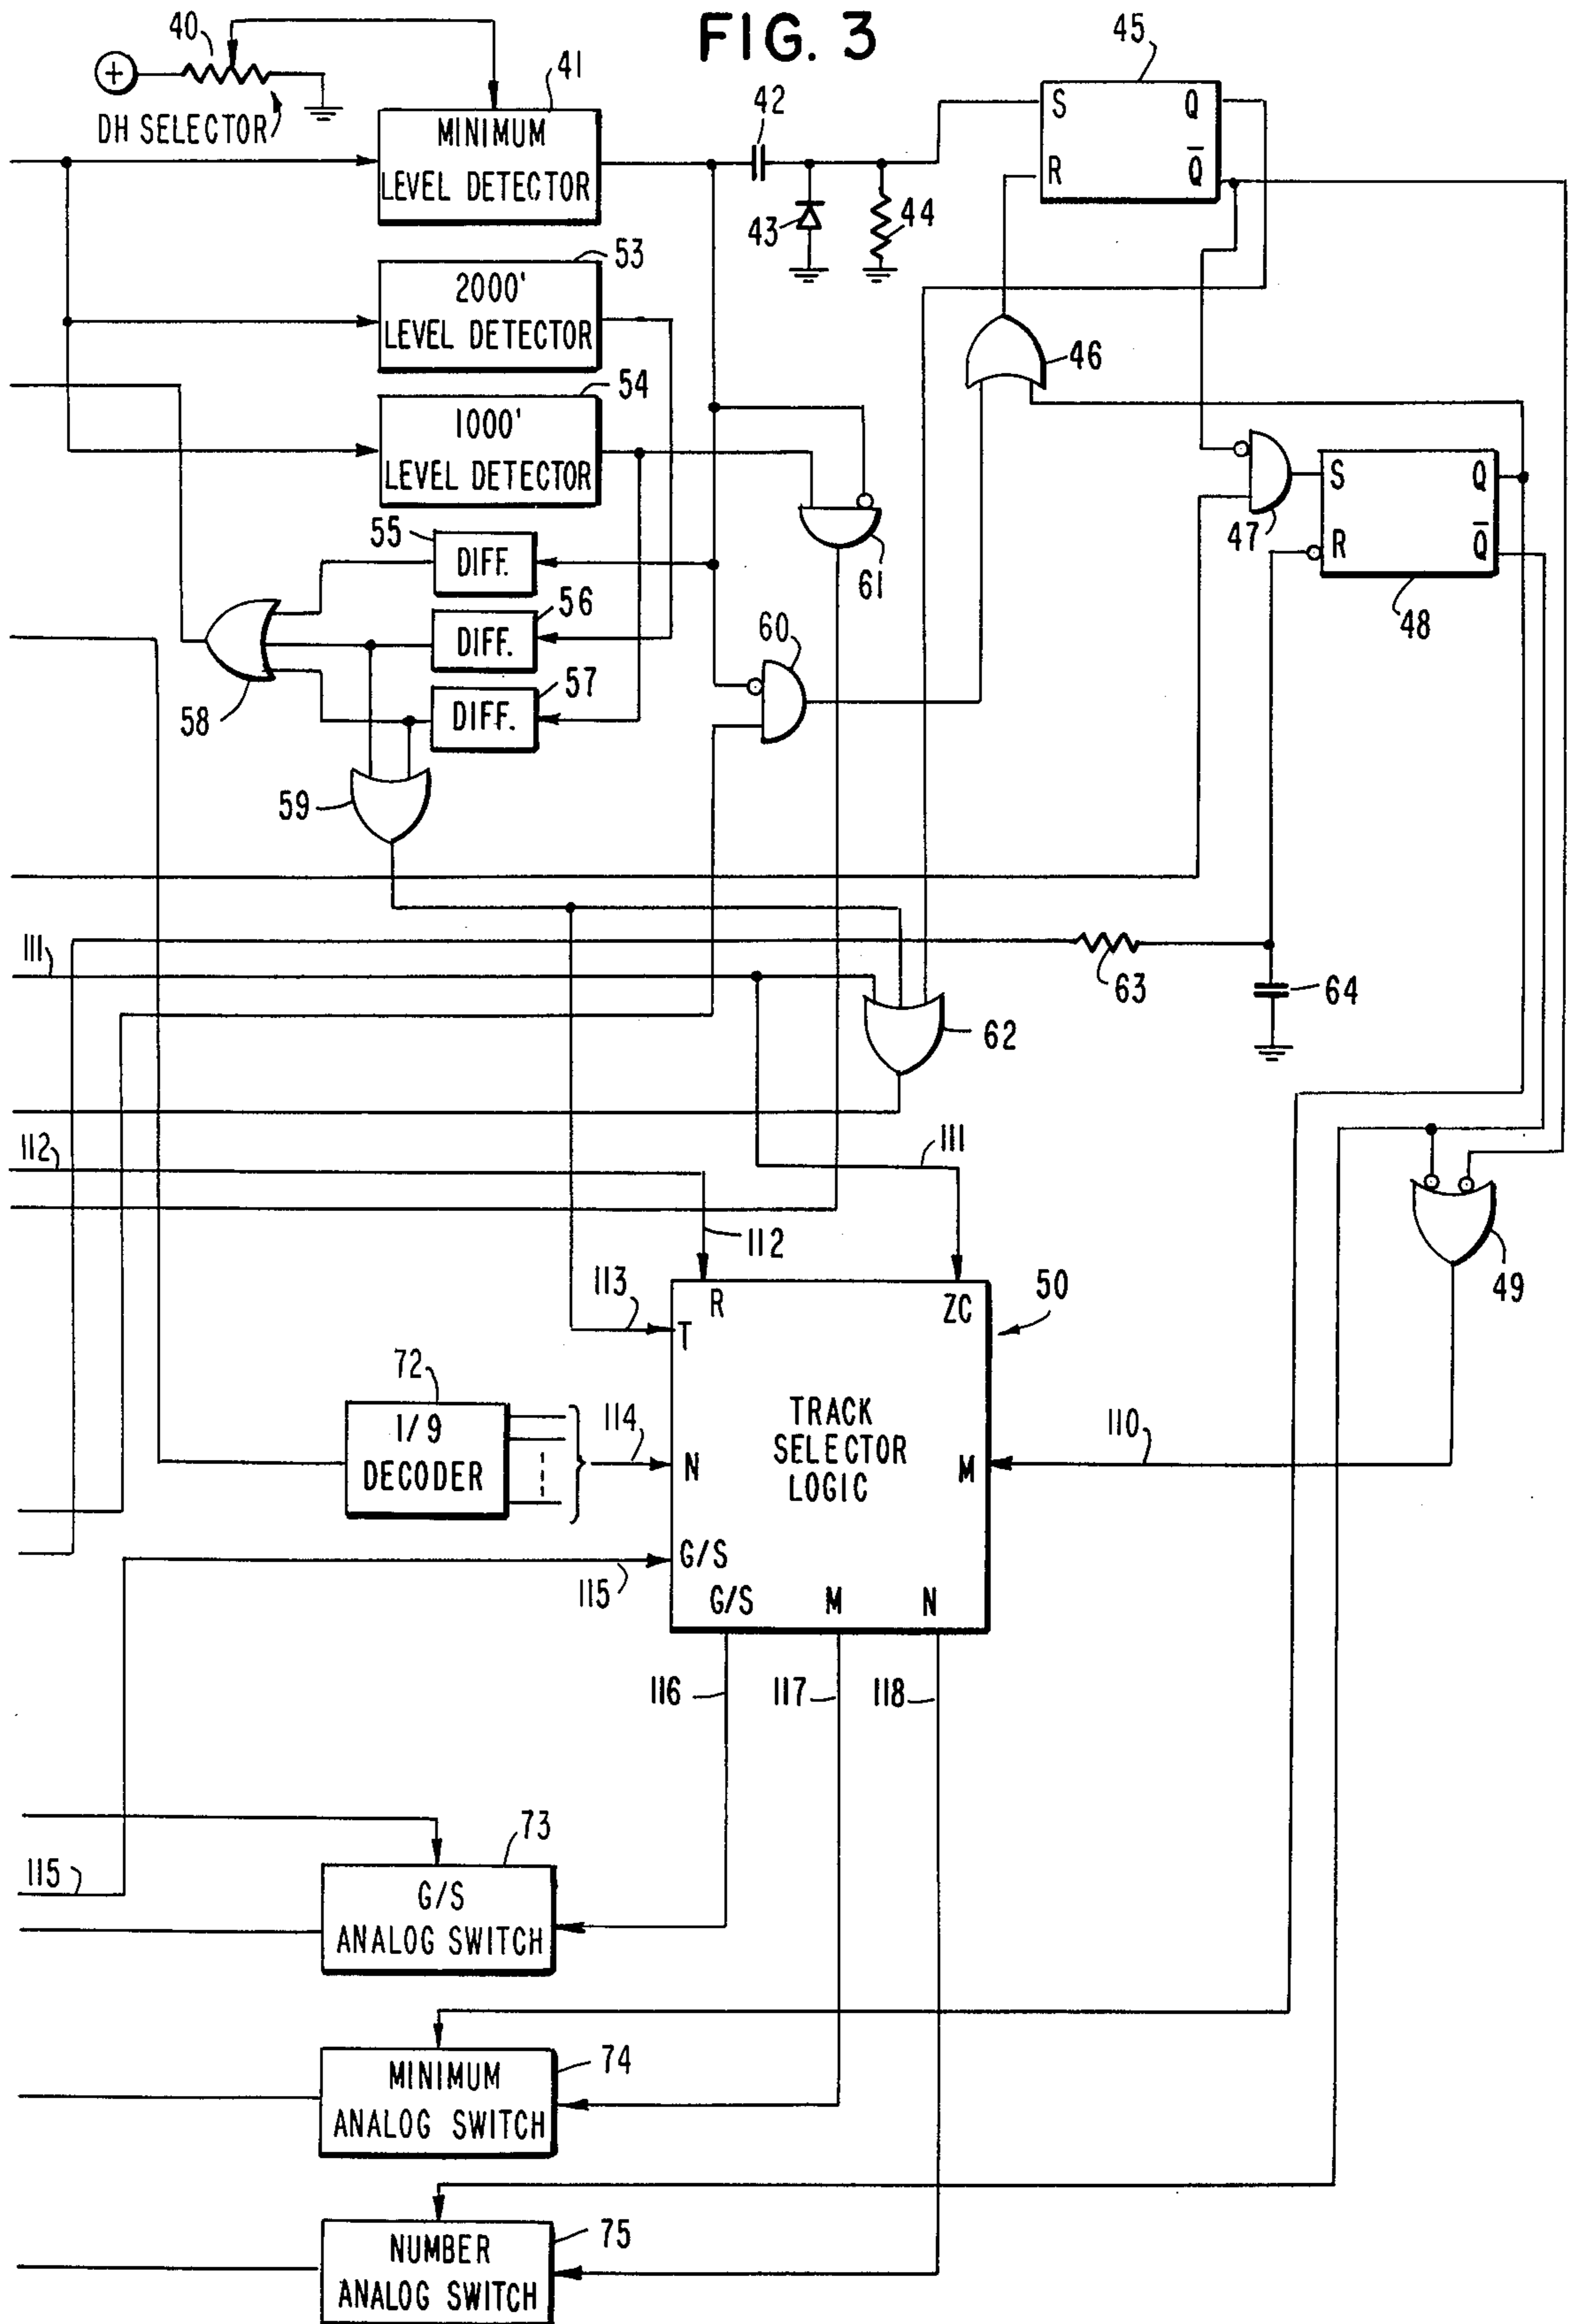 FIG. 3
40
DH SELECTOR
41
MINIMUM
LEVEL DETECTOR
42
43
44
45
S Q
R Q̅
53
2000'
LEVEL DETECTOR
54
1000'
LEVEL DETECTOR
46
47
S Q
R Q̅
48
55
DIFF.
56
DIFF.
57
DIFF.
58
59
60
61
111
63
64
62
112
111
112
49
113
R
ZC
50
T
72
1/9
DECODER
114
N
TRACK
SELECTOR
LOGIC
M
110
115
G/S
G/S M N
116
117
118
115
73
G/S
ANALOG SWITCH
74
MINIMUM
ANALOG SWITCH
75
NUMBER
ANALOG SWITCH